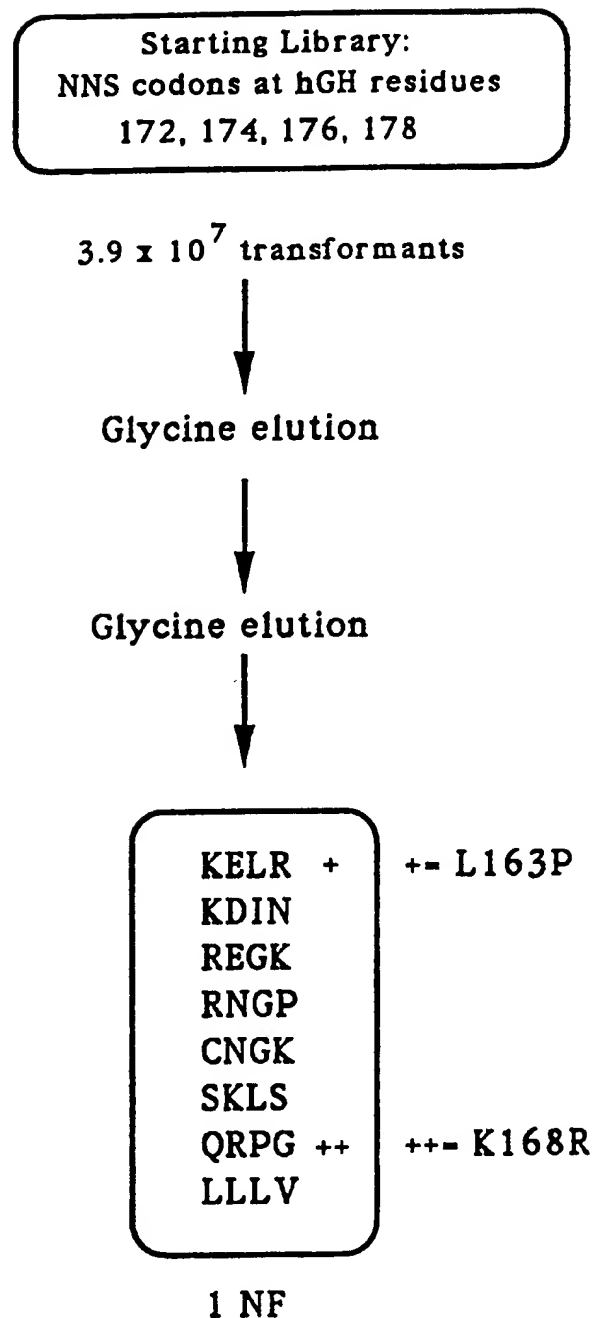 Starting Library:
NNS codons at hGH residues
172, 174, 176, 178
3.9 x 10^7 transformants
Glycine elution
Glycine elution
KELR + += L163P
KDIN
REGK
RNGP
CNGK
SKLS
QRPG ++ ++= K168R
LLLV
1 NF